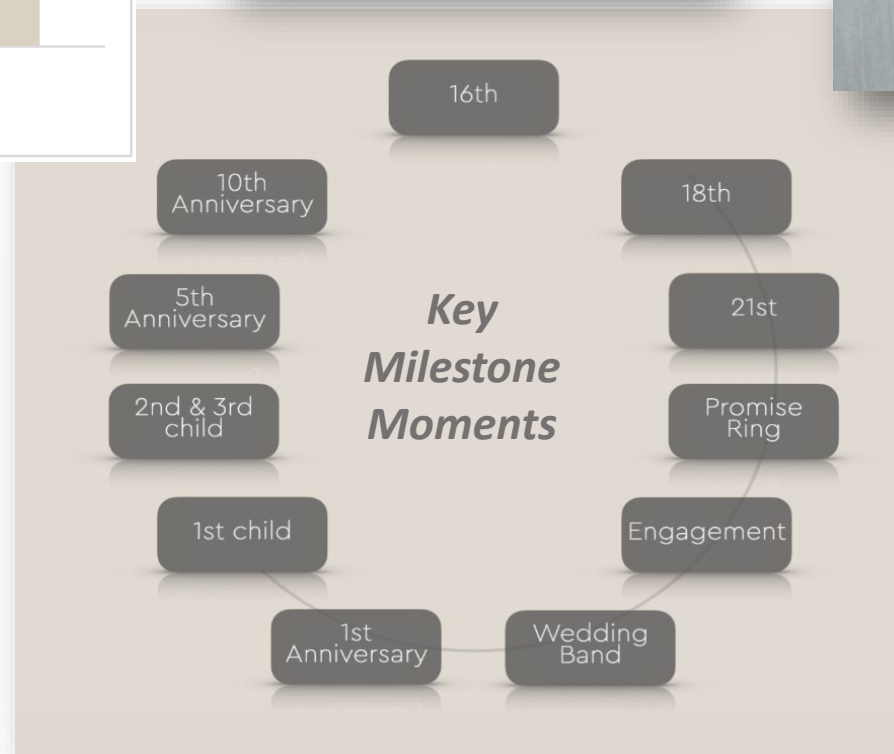 16th
18th
21st
Promise
Ring
Engagement
Wedding
Band
1st
Anniversary
1st child
2nd & 3rd
child
5th
Anniversary
10th
Anniversary
Key
Milestone
Moments